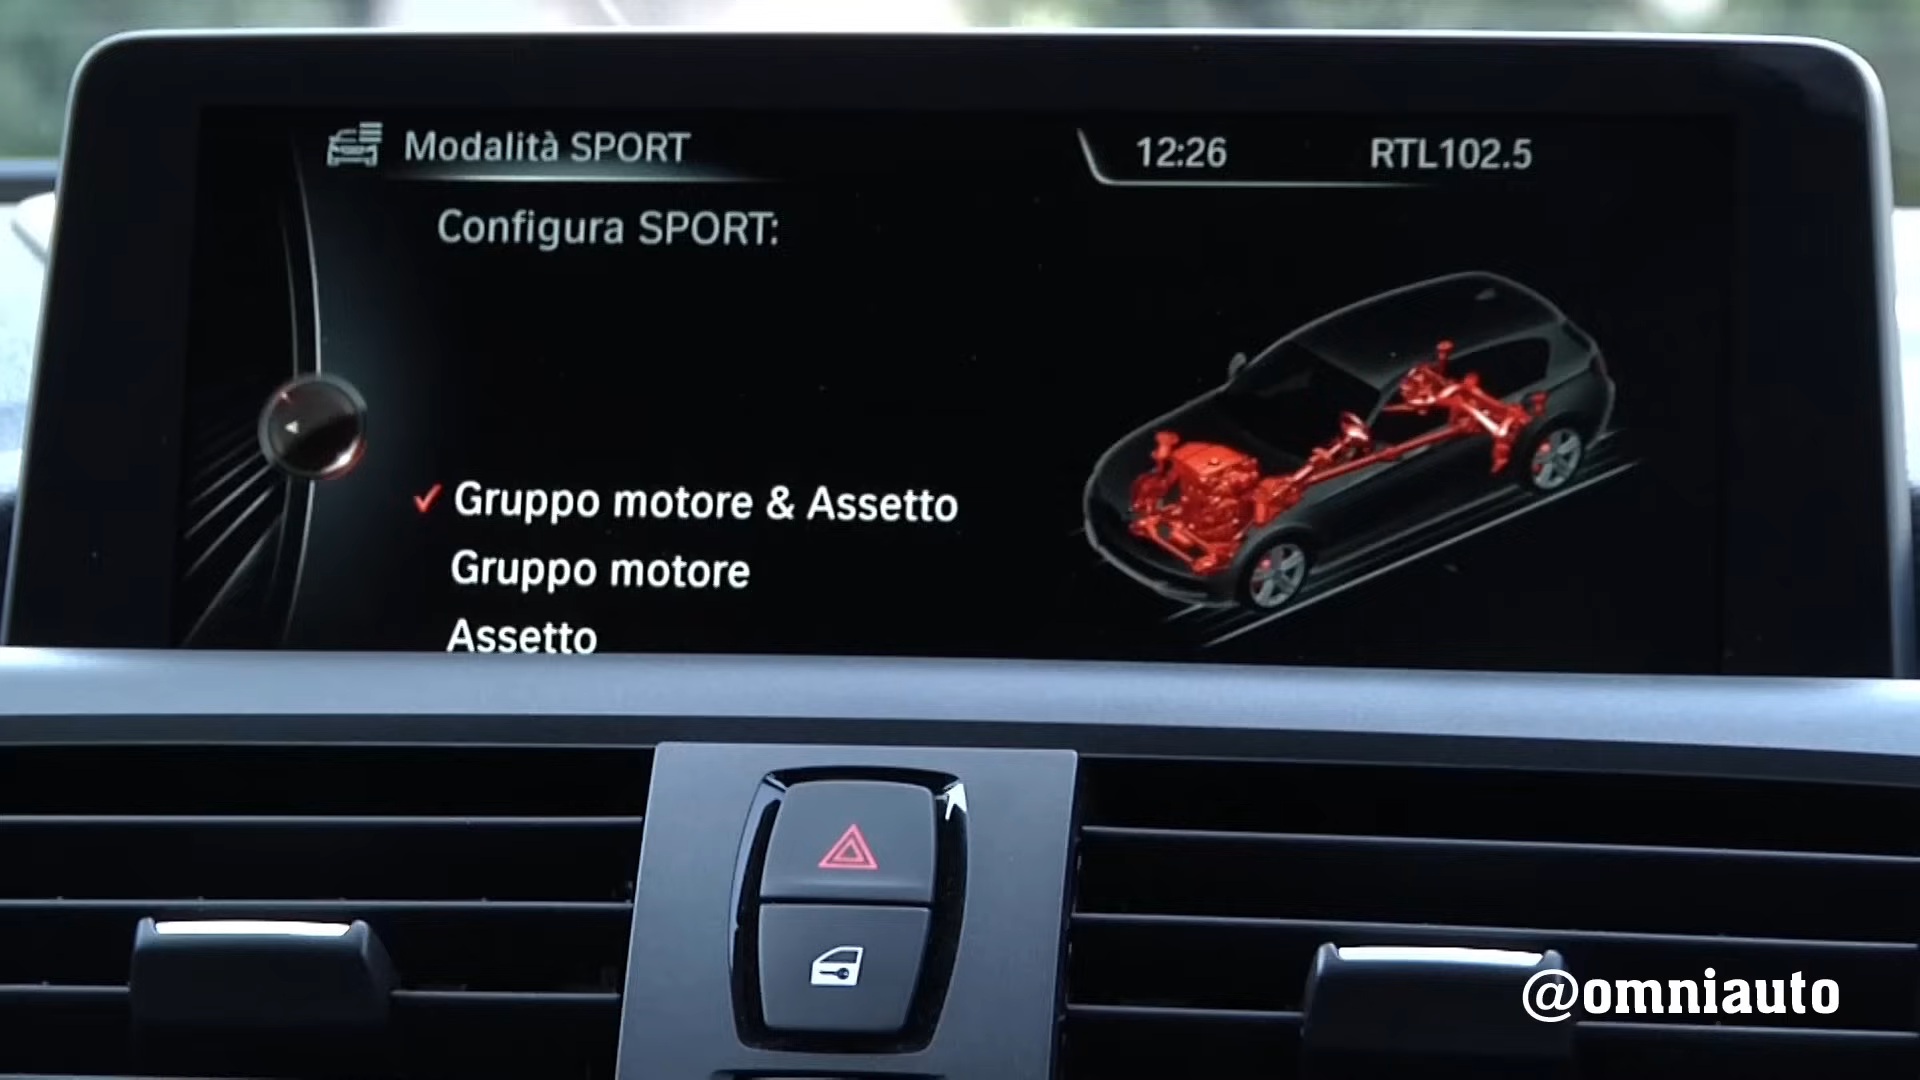 Modalità SPORT
12:26
RTL102.5
Configura SPORT:
Gruppo motore & Assetto
Gruppo motore
Assetto
@omniauto